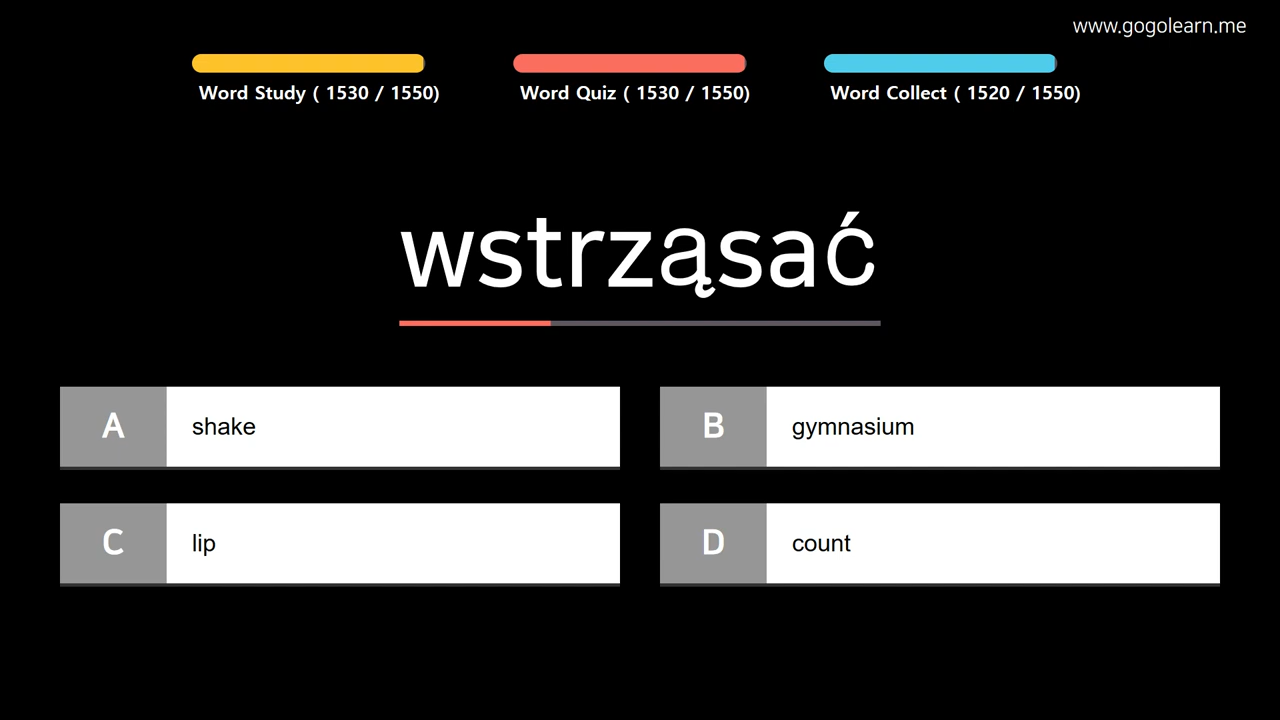 www.gogolearn.me
Word Study ( 1530 / 1550)
Word Quiz ( 1530 / 1550)
Word Collect ( 1520 / 1550)
wstrząsać
A shake
B gymnasium
C lip
D count